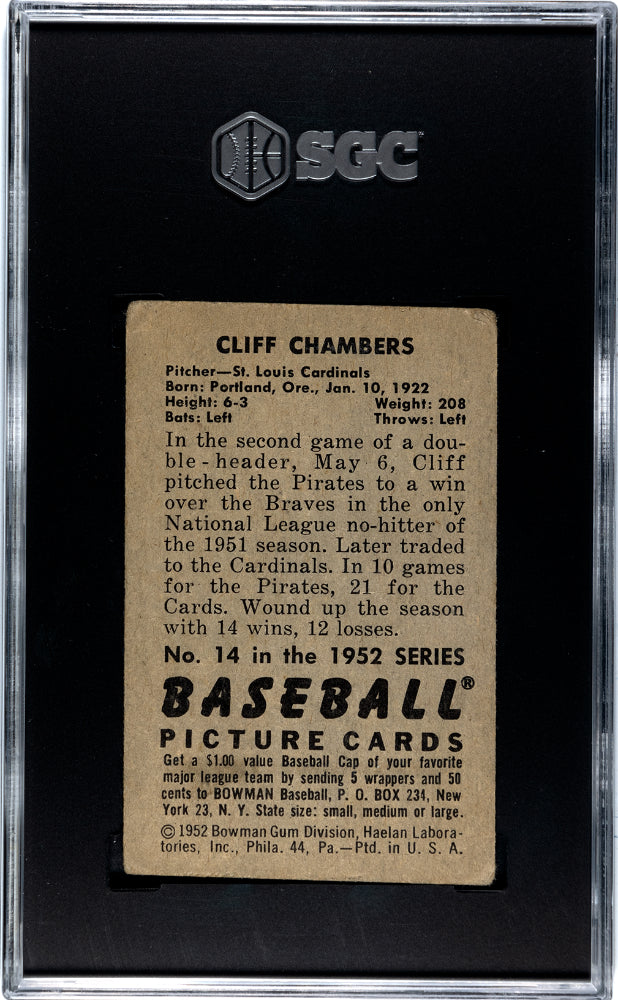 SGC
CLIFF CHAMBERS
Pitcher—St. Louis Cardinals
Born: Portland, Ore., Jan. 10, 1922
Height: 6-3 Weight: 208
Bats: Left Throws: Left
In the second game of a dou-
ble-header, May 6, Cliff
pitched the Pirates to a win
over the Braves in the only
National League no-hitter of
the 1951 season. Later traded
to the Cardinals. In 10 games
for the Pirates, 21 for the
Cards. Wound up the season
with 14 wins, 12 losses.
No. 14 in the 1952 SERIES
BASEBALL®
PICTURE CARDS
Get a $1.00 value Baseball Cap of your favorite
major league team by sending 5 wrappers and 50
cents to BOWMAN Baseball, P. O. BOX 234, New
York 23, N. Y. State size: small, medium or large.
© 1952 Bowman Gum Division, Haelan Labora-
tories, Inc., Phila. 44, Pa.—Ptd. in U. S. A.